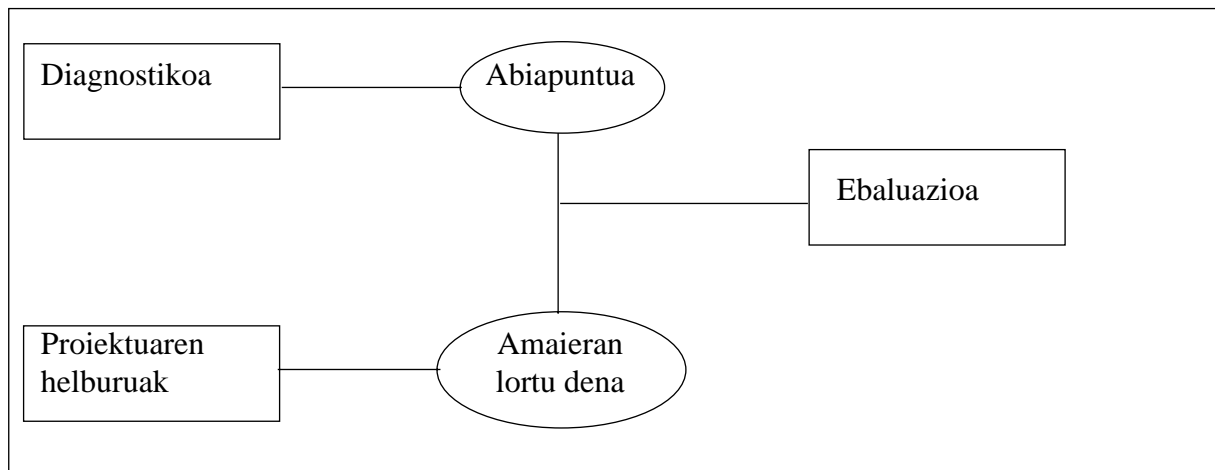 Diagnostikoa
Abiapuntua
Ebaluazioa
Proiektuaren
helburuak
Amaieran
lortu dena